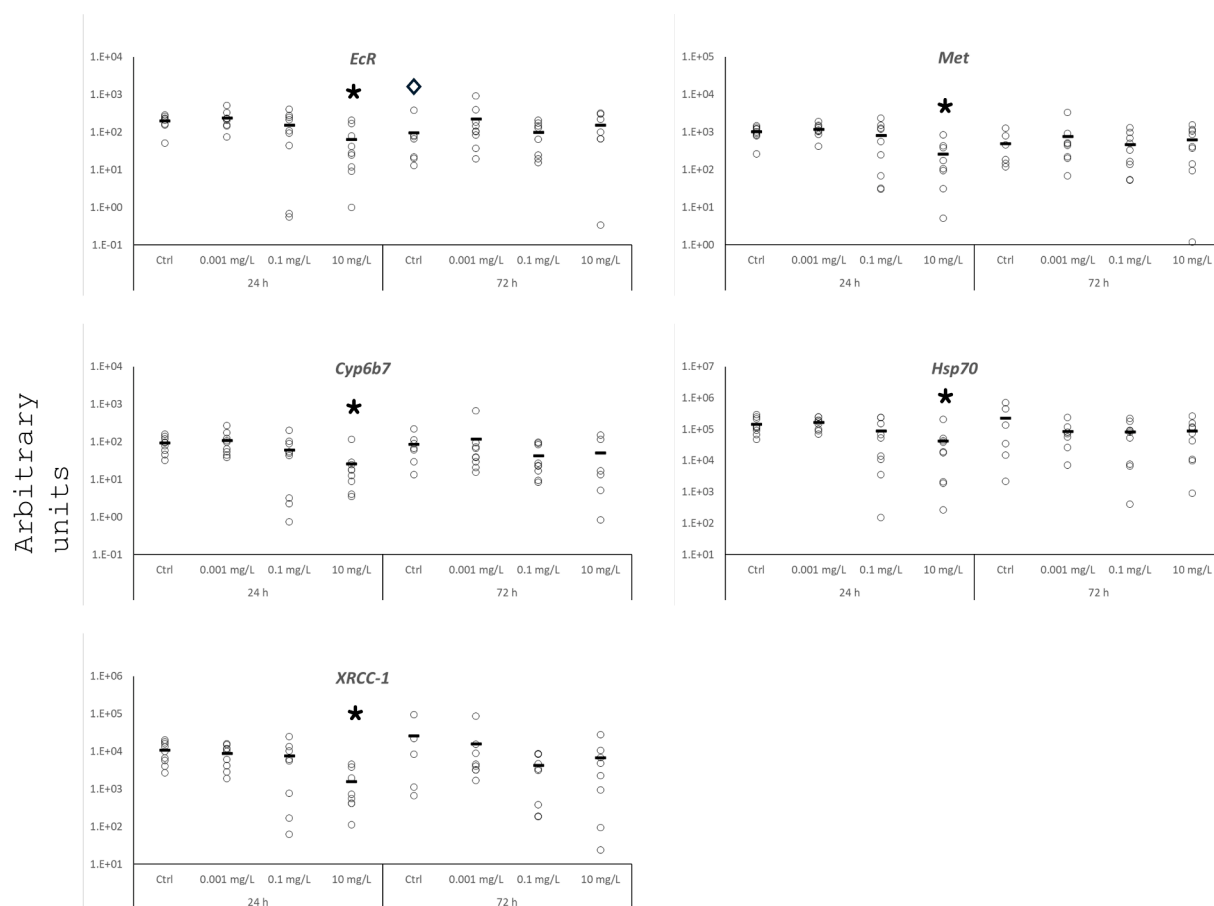 EcR
1.E+04
1.E+03
1.E+02
1.E+01
1.E+00
1.E-01
Ctrl 0.001 mg/L 0.1 mg/L 10 mg/L Ctrl 0.001 mg/L 0.1 mg/L 10 mg/L
24 h 72 h
Met
1.E+05
1.E+04
1.E+03
1.E+02
1.E+01
1.E+00
Ctrl 0.001 mg/L 0.1 mg/L 10 mg/L Ctrl 0.001 mg/L 0.1 mg/L 10 mg/L
24 h 72 h
Arbitrary
units
Cyp6b7
1.E+04
1.E+03
1.E+02
1.E+01
1.E+00
1.E-01
Ctrl 0.001 mg/L 0.1 mg/L 10 mg/L Ctrl 0.001 mg/L 0.1 mg/L 10 mg/L
24 h 72 h
Hsp70
1.E+07
1.E+06
1.E+05
1.E+04
1.E+03
1.E+02
1.E+01
Ctrl 0.001 mg/L 0.1 mg/L 10 mg/L Ctrl 0.001 mg/L 0.1 mg/L 10 mg/L
24 h 72 h
XRCC-1
1.E+06
1.E+05
1.E+04
1.E+03
1.E+02
1.E+01
Ctrl 0.001 mg/L 0.1 mg/L 10 mg/L Ctrl 0.001 mg/L 0.1 mg/L 10 mg/L
24 h 72 h